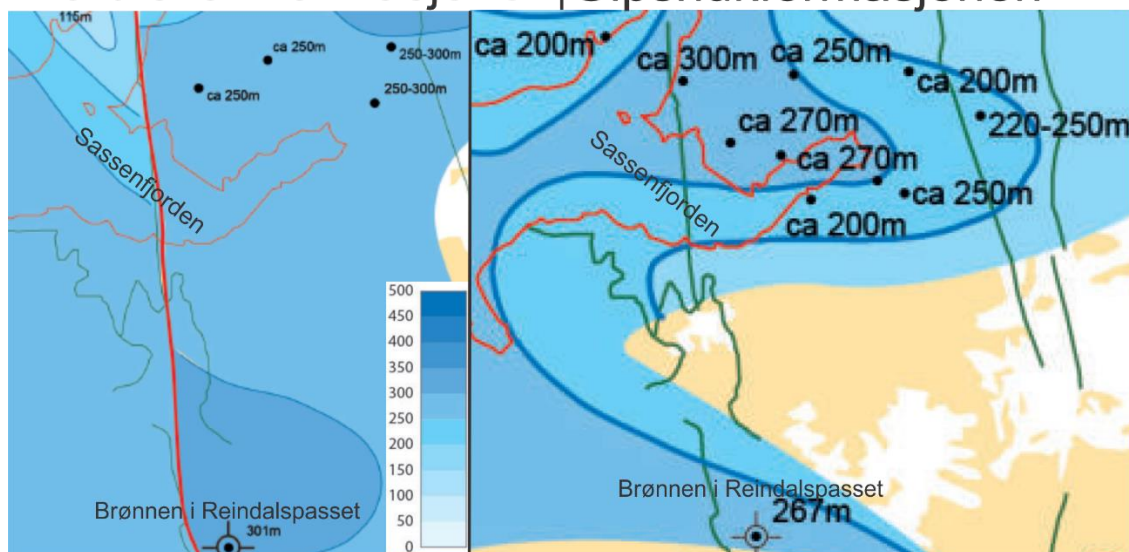 115m
ca 250m
ca 250m
250-300m
250-300m
Sassenfjorden
500
450
400
350
300
250
200
150
100
50
0
Brønnen i Reindalspasset
301m
ca 200m
ca 300m
ca 250m
ca 200m
220-250m
ca 270m
ca 270m
ca 250m
ca 200m
Sassenfjorden
Brønnen i Reindalspasset
267m